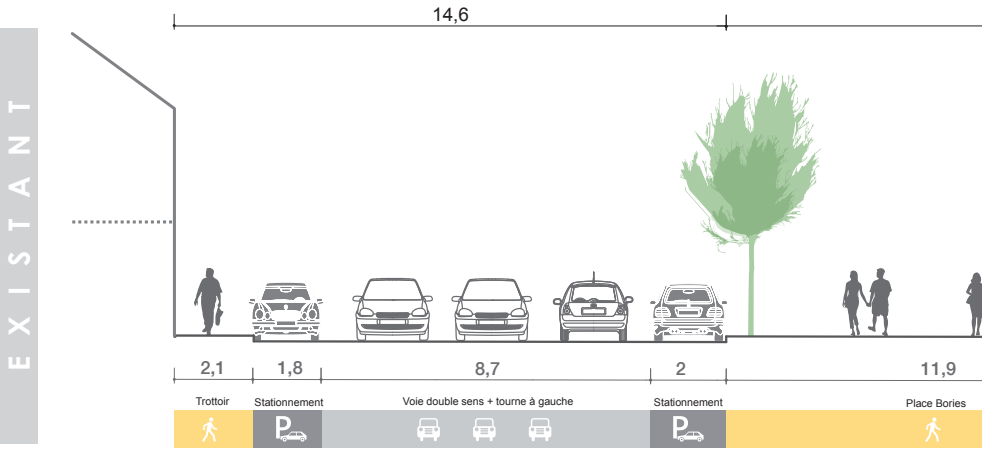 14,6
EXISTANT
2,1 1,8 8,7 2 11,9
Trottoir Stationnement Voie double sens + tourne à gauche Stationnement Place Bories
P P